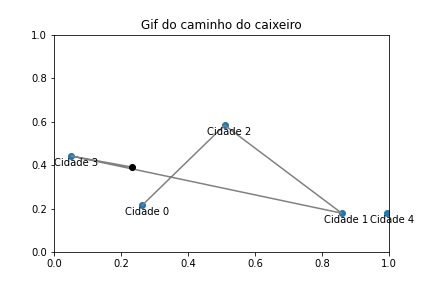 Gif do caminho do caixeiro
1.0
0.8
0.6
Cidade 2
0.4
Cidade 3
0.2
Cidade 0
Cidade 1 Cidade 4
0.0
0.0 0.2 0.4 0.6 0.8 1.0